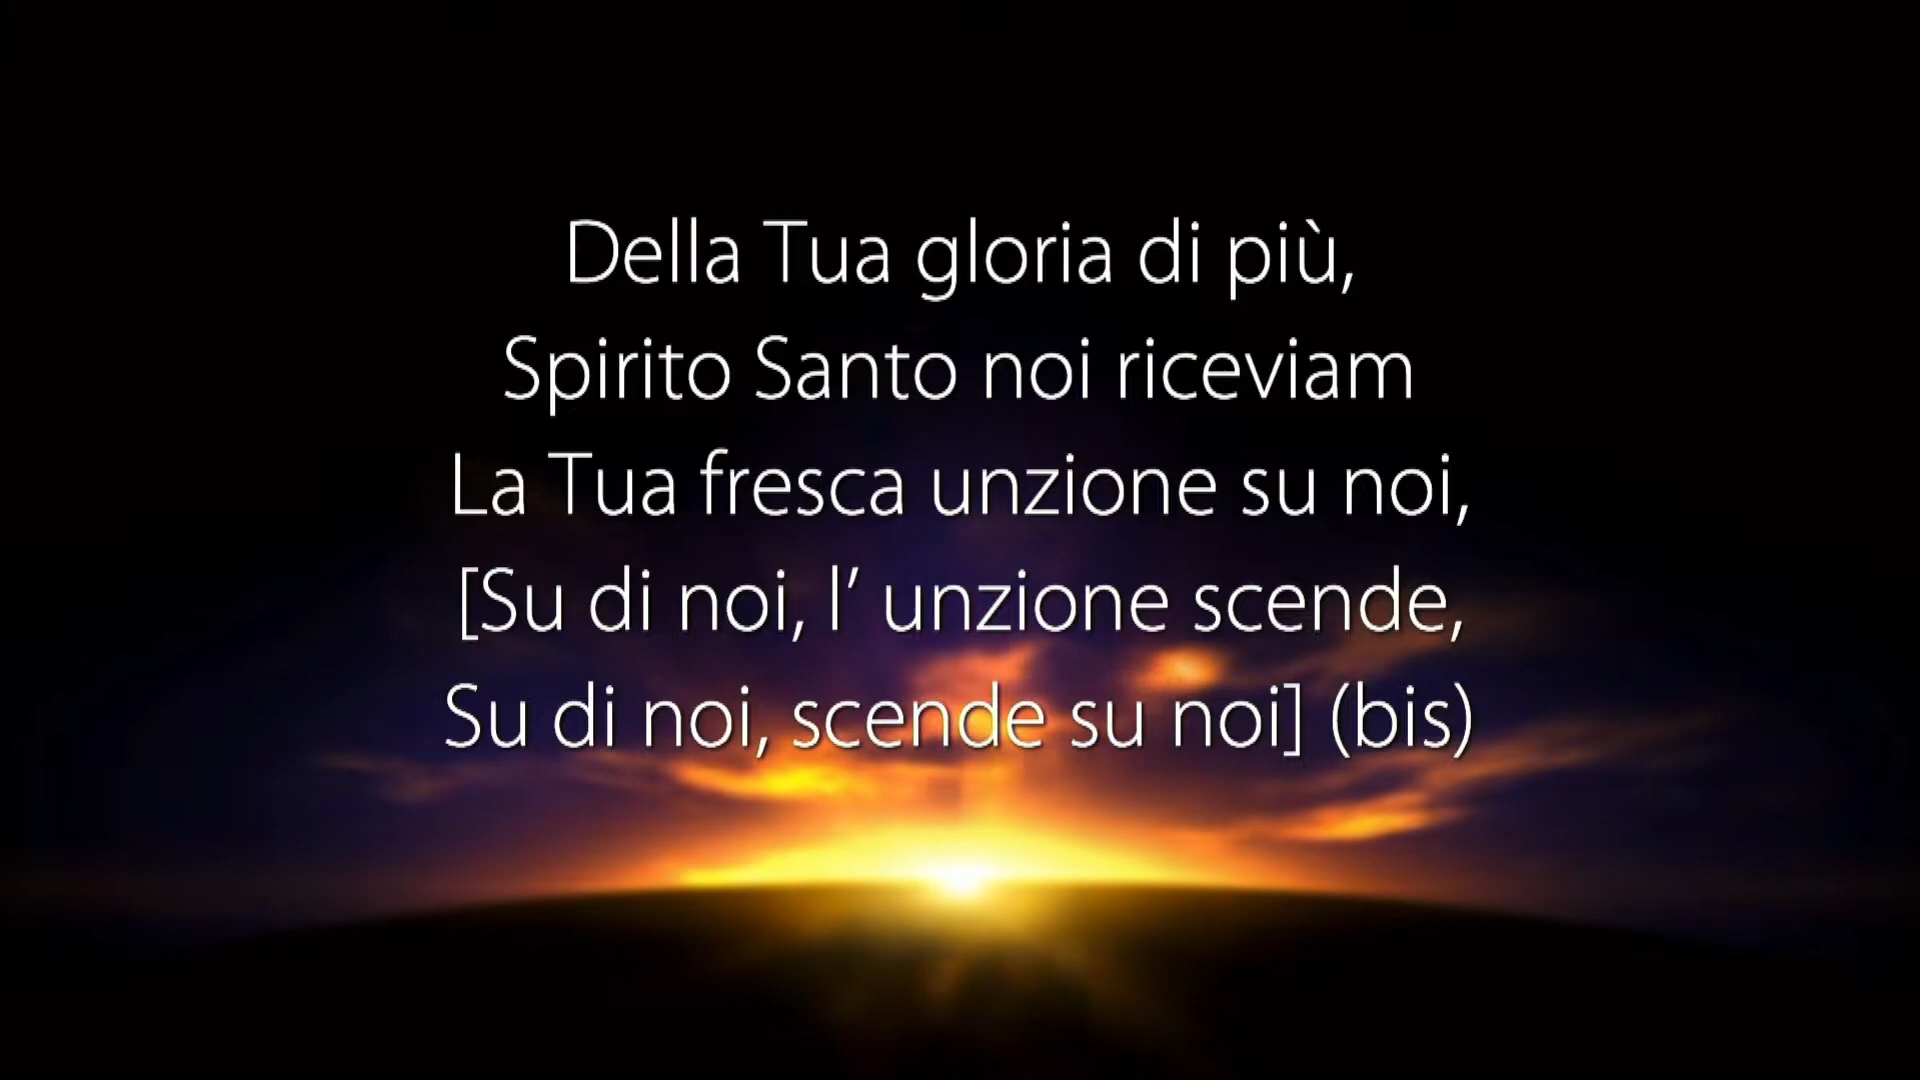 Della Tua gloria di più,
Spirito Santo noi riceviam
La Tua fresca unzione su noi,
[Su di noi, l’ unzione scende,
Su di noi, scende su noi] (bis)